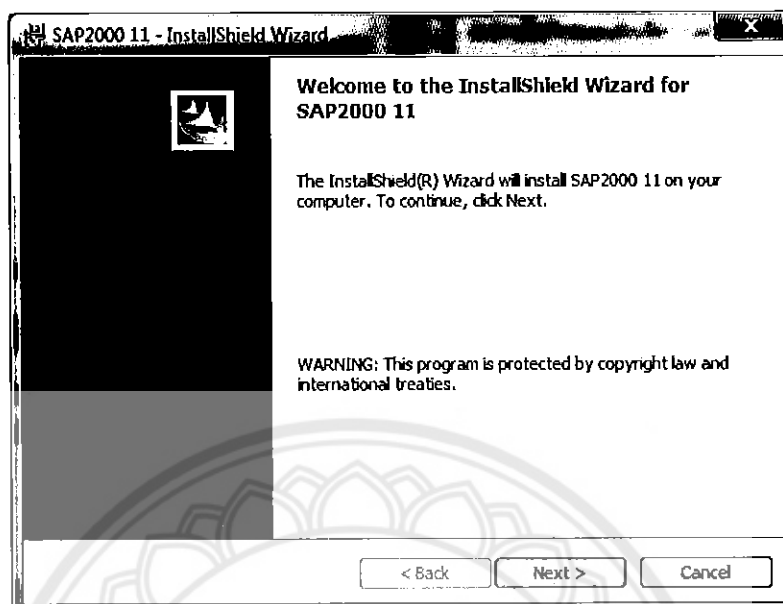 SAP2000 11 - InstallShield Wizard
Welcome to the InstallShield Wizard for
SAP2000 11
The InstallShield(R) Wizard will install SAP2000 11 on your
computer. To continue, click Next.
WARNING: This program is protected by copyright law and
international treaties.
< Back
Next >
Cancel